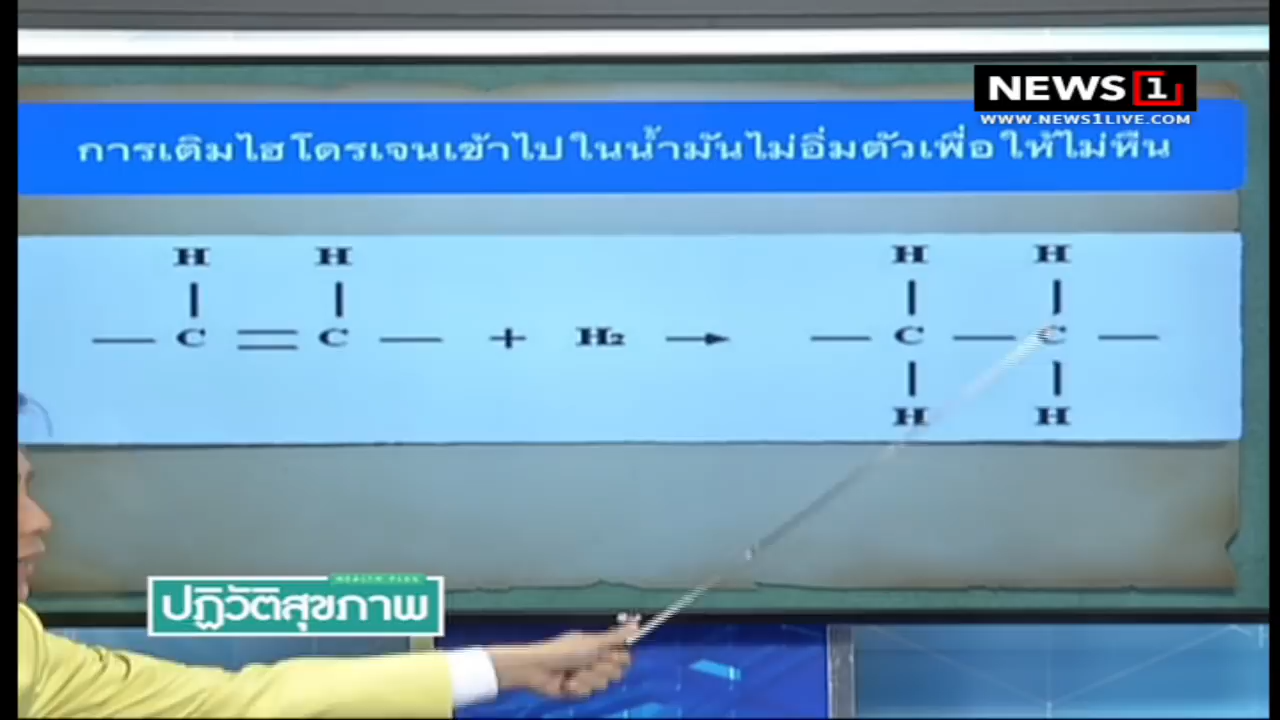 NEWS 1
WWW.NEWS1LIVE.COM
การเติมไฮโดรเจนเข้าไปในน้ำมันไม่อิ่มตัวเพื่อให้ไม่หืน
H H H H
— C = C — + H₂ → — C — C —
H H
HEALTH PLUS
ปฏิวัติสุขภาพ